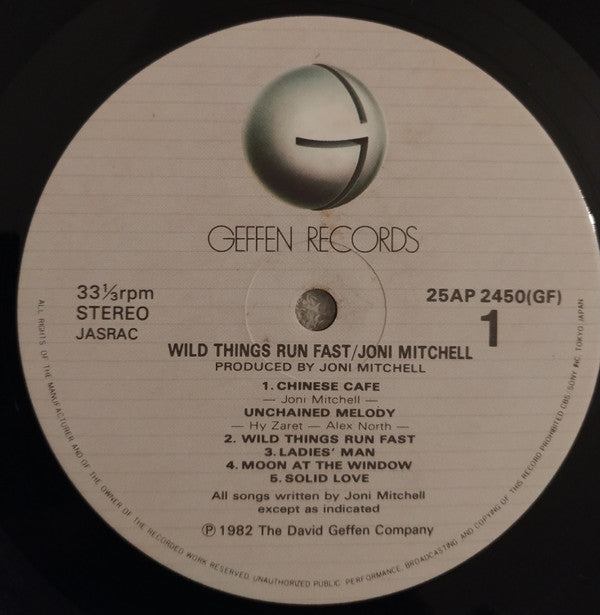 G
GEFFEN RECORDS
33⅓rpm
STEREO
JASRAC
25AP 2450(GF)
1
WILD THINGS RUN FAST/JONI MITCHELL
PRODUCED BY JONI MITCHELL
1. CHINESE CAFE
— Joni Mitchell —
UNCHAINED MELODY
— Hy Zaret — Alex North —
2. WILD THINGS RUN FAST
3. LADIES' MAN
4. MOON AT THE WINDOW
5. SOLID LOVE
All songs written by Joni Mitchell
except as indicated
Ⓟ 1982 The David Geffen Company
ALL RIGHTS OF THE MANUFACTURER AND OF THE OWNER OF THE RECORDED WORK RESERVED. UNAUTHORIZED PUBLIC PERFORMANCE, BROADCASTING AND COPYING OF THIS RECORD PROHIBITED CBS/SONY INC. TOKYO JAPAN